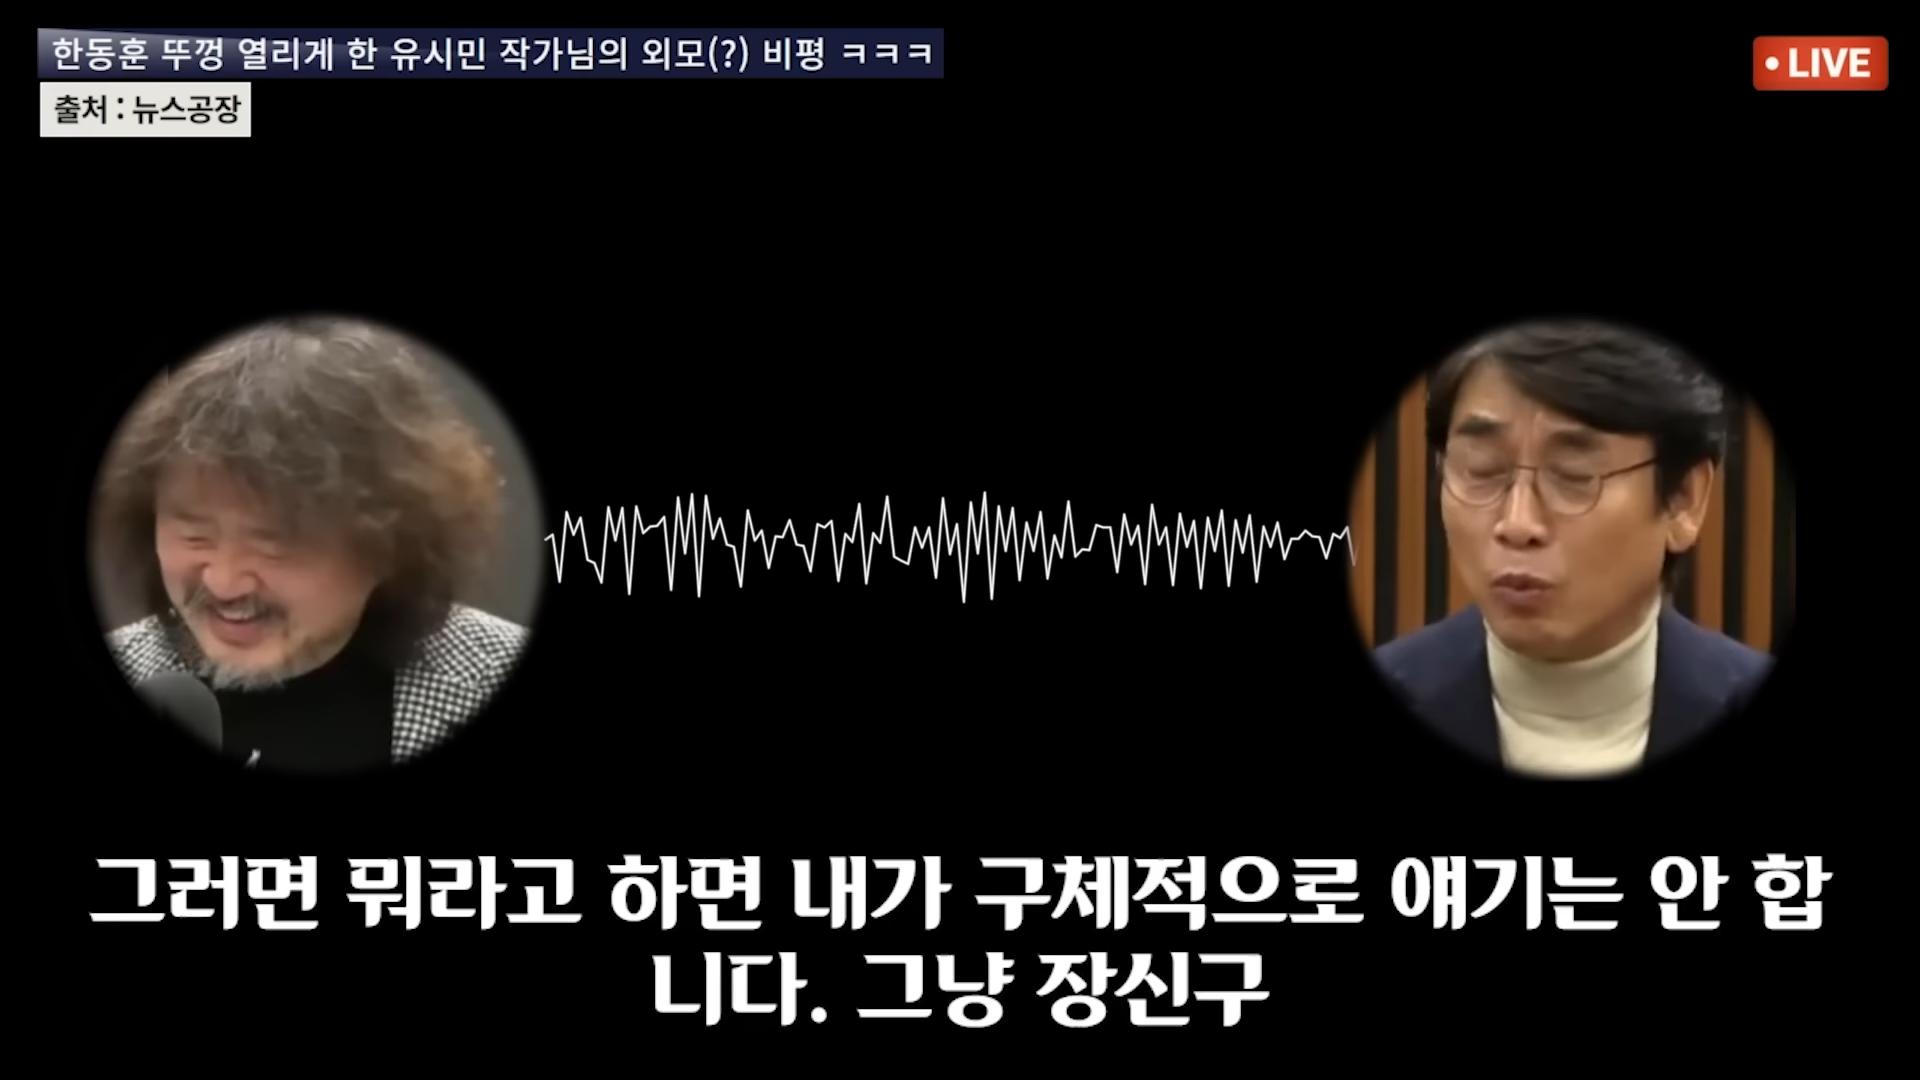 한동훈 뚜껑 열리게 한 유시민 작가님의 외모(?) 비평 ㅋㅋㅋ
LIVE
출처 : 뉴스공장
그러면 뭐라고 하면 내가 구체적으로 얘기는 안 합
니다. 그냥 장신구